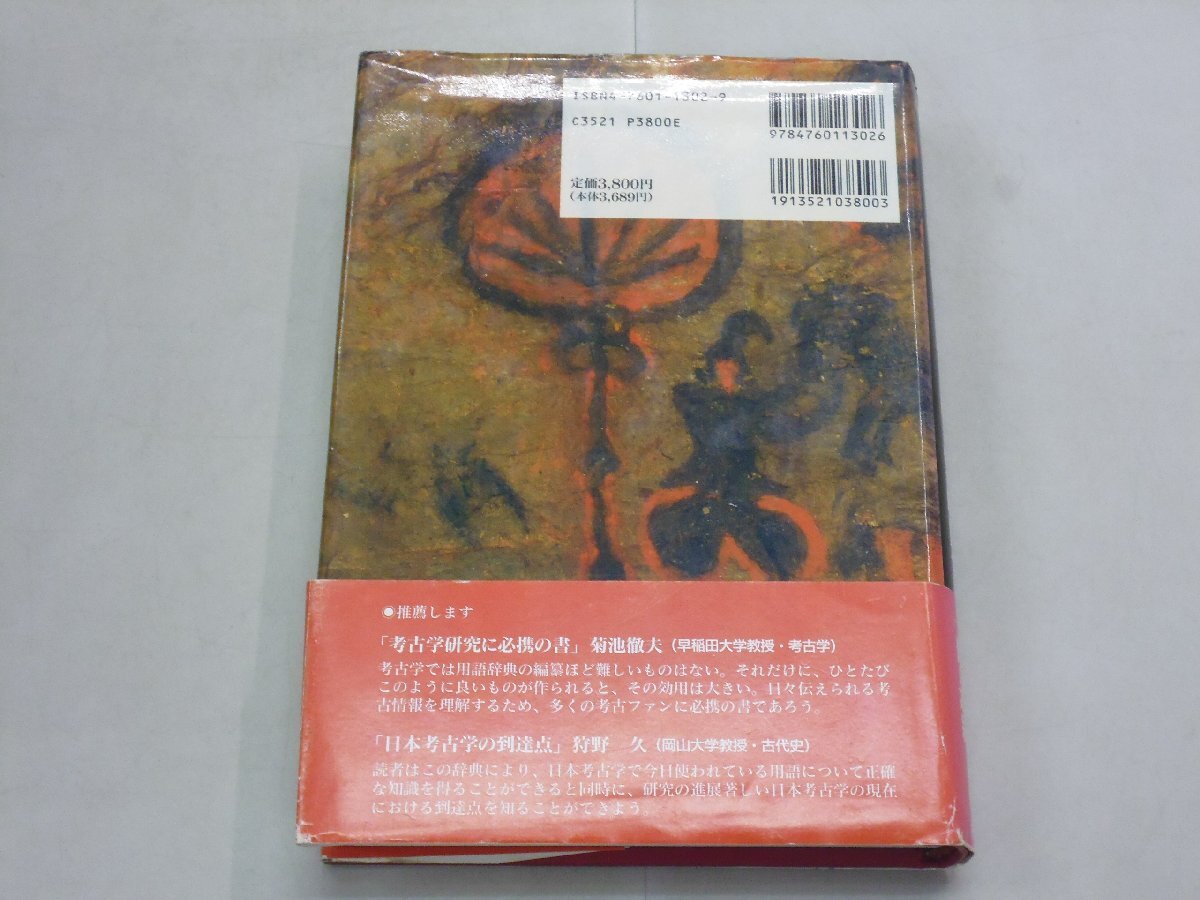 ISBN4-7601-1302-9
C3521 P3800E
定価3,800円
(本体3,689円)
9784760113026
1913521038003
●推薦します
「考古学研究に必携の書」菊池徹夫(早稲田大学教授・考古学)
考古学では用語辞典の編纂ほど難しいものはない。それだけに、ひとたび
このように良いものが作られると、その効用は大きい。日々伝えられる考
古情報を理解するため、多くの考古ファンに必携の書であろう。
「日本考古学の到達点」狩野 久(岡山大学教授・古代史)
読者はこの辞典により、日本考古学で今日使われている用語について正確
な知識を得ることができると同時に、研究の進展著しい日本考古学の現在
における到達点を知ることができよう。